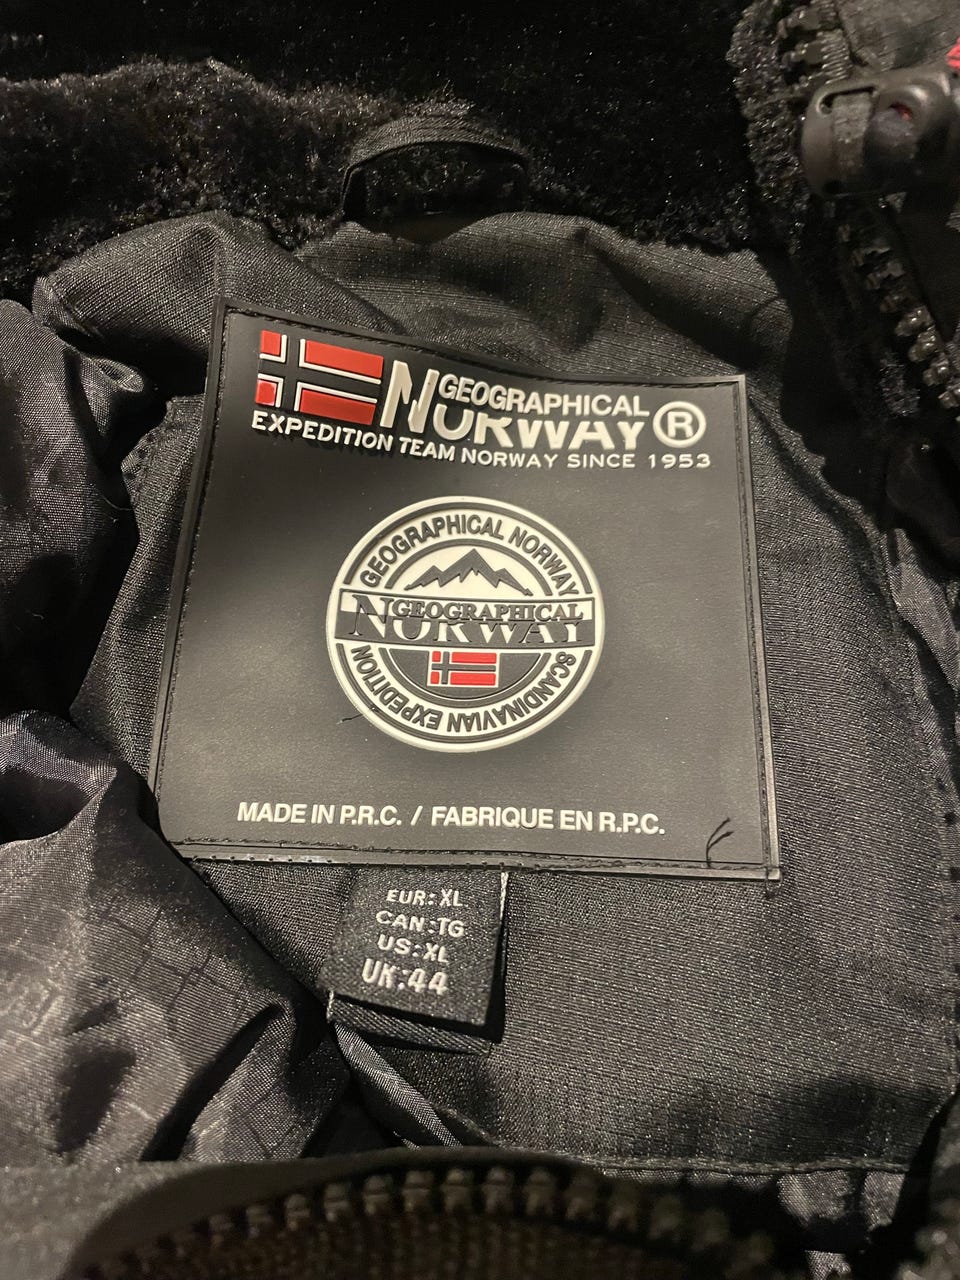 GEOGRAPHICAL
NORWAY®
EXPEDITION TEAM NORWAY SINCE 1953
GEOGRAPHICAL NORWAY
GEOGRAPHICAL
NORWAY
SCANDINAVIAN EXPEDITION
MADE IN P.R.C. / FABRIQUE EN R.P.C.
EUR: XL
CAN:TG
US:XL
UK:44